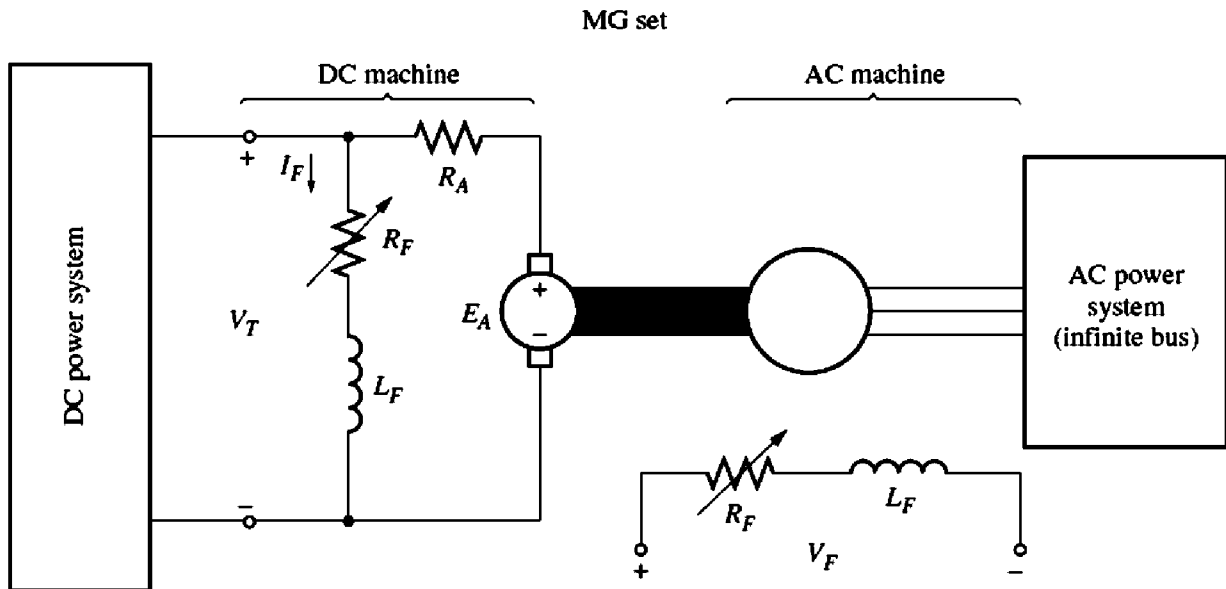 MG set
DC machine
AC machine
DC power system
+
I_F
R_A
R_F
V_T
E_A
+
−
L_F
−
AC power
system
(infinite bus)
R_F
L_F
+
V_F
−